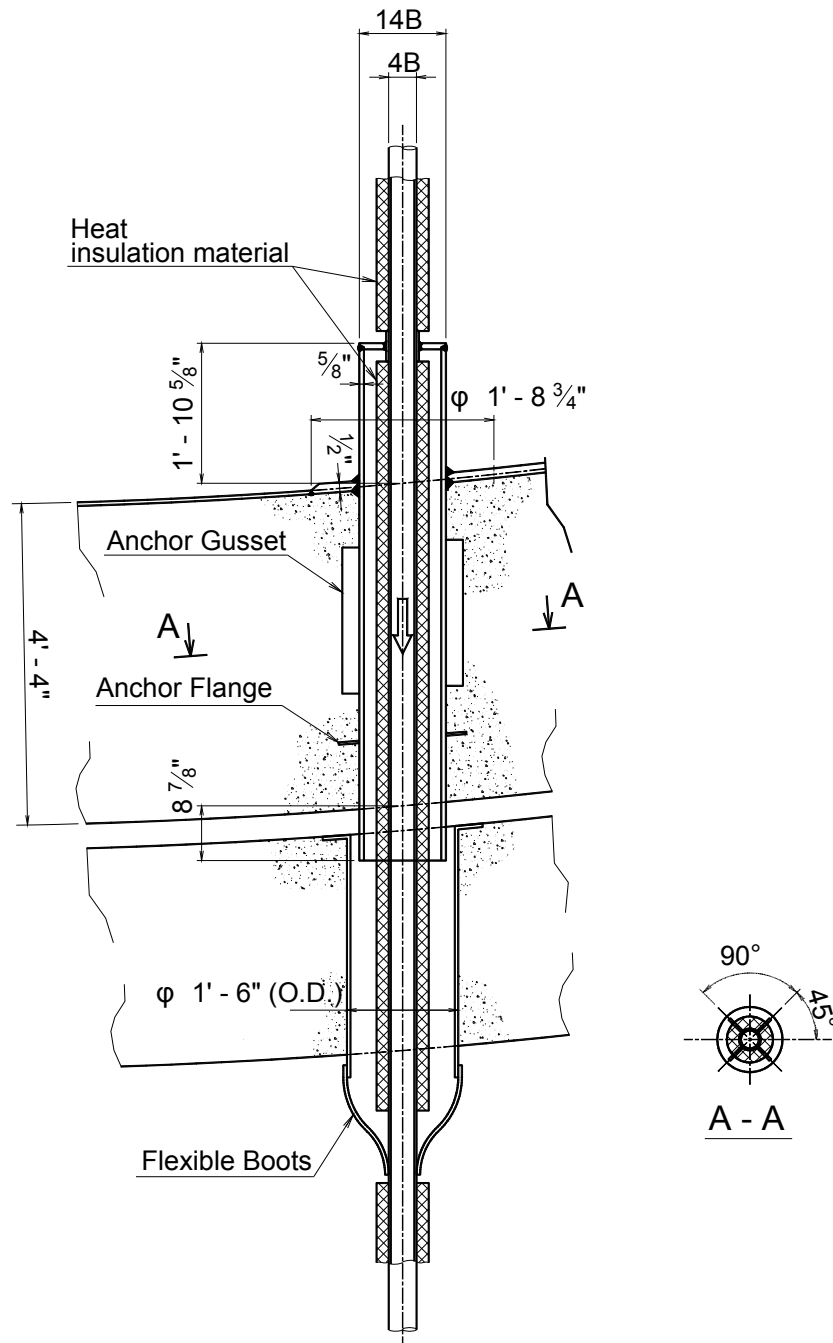 14B
4B
Heat
insulation material
5/8"
1' - 10 5/8"
φ 1' - 8 3/4"
1/2"
Anchor Gusset
A
A
4' - 4"
Anchor Flange
8 7/8"
φ 1' - 6" (O.D.)
90°
45°
A - A
Flexible Boots